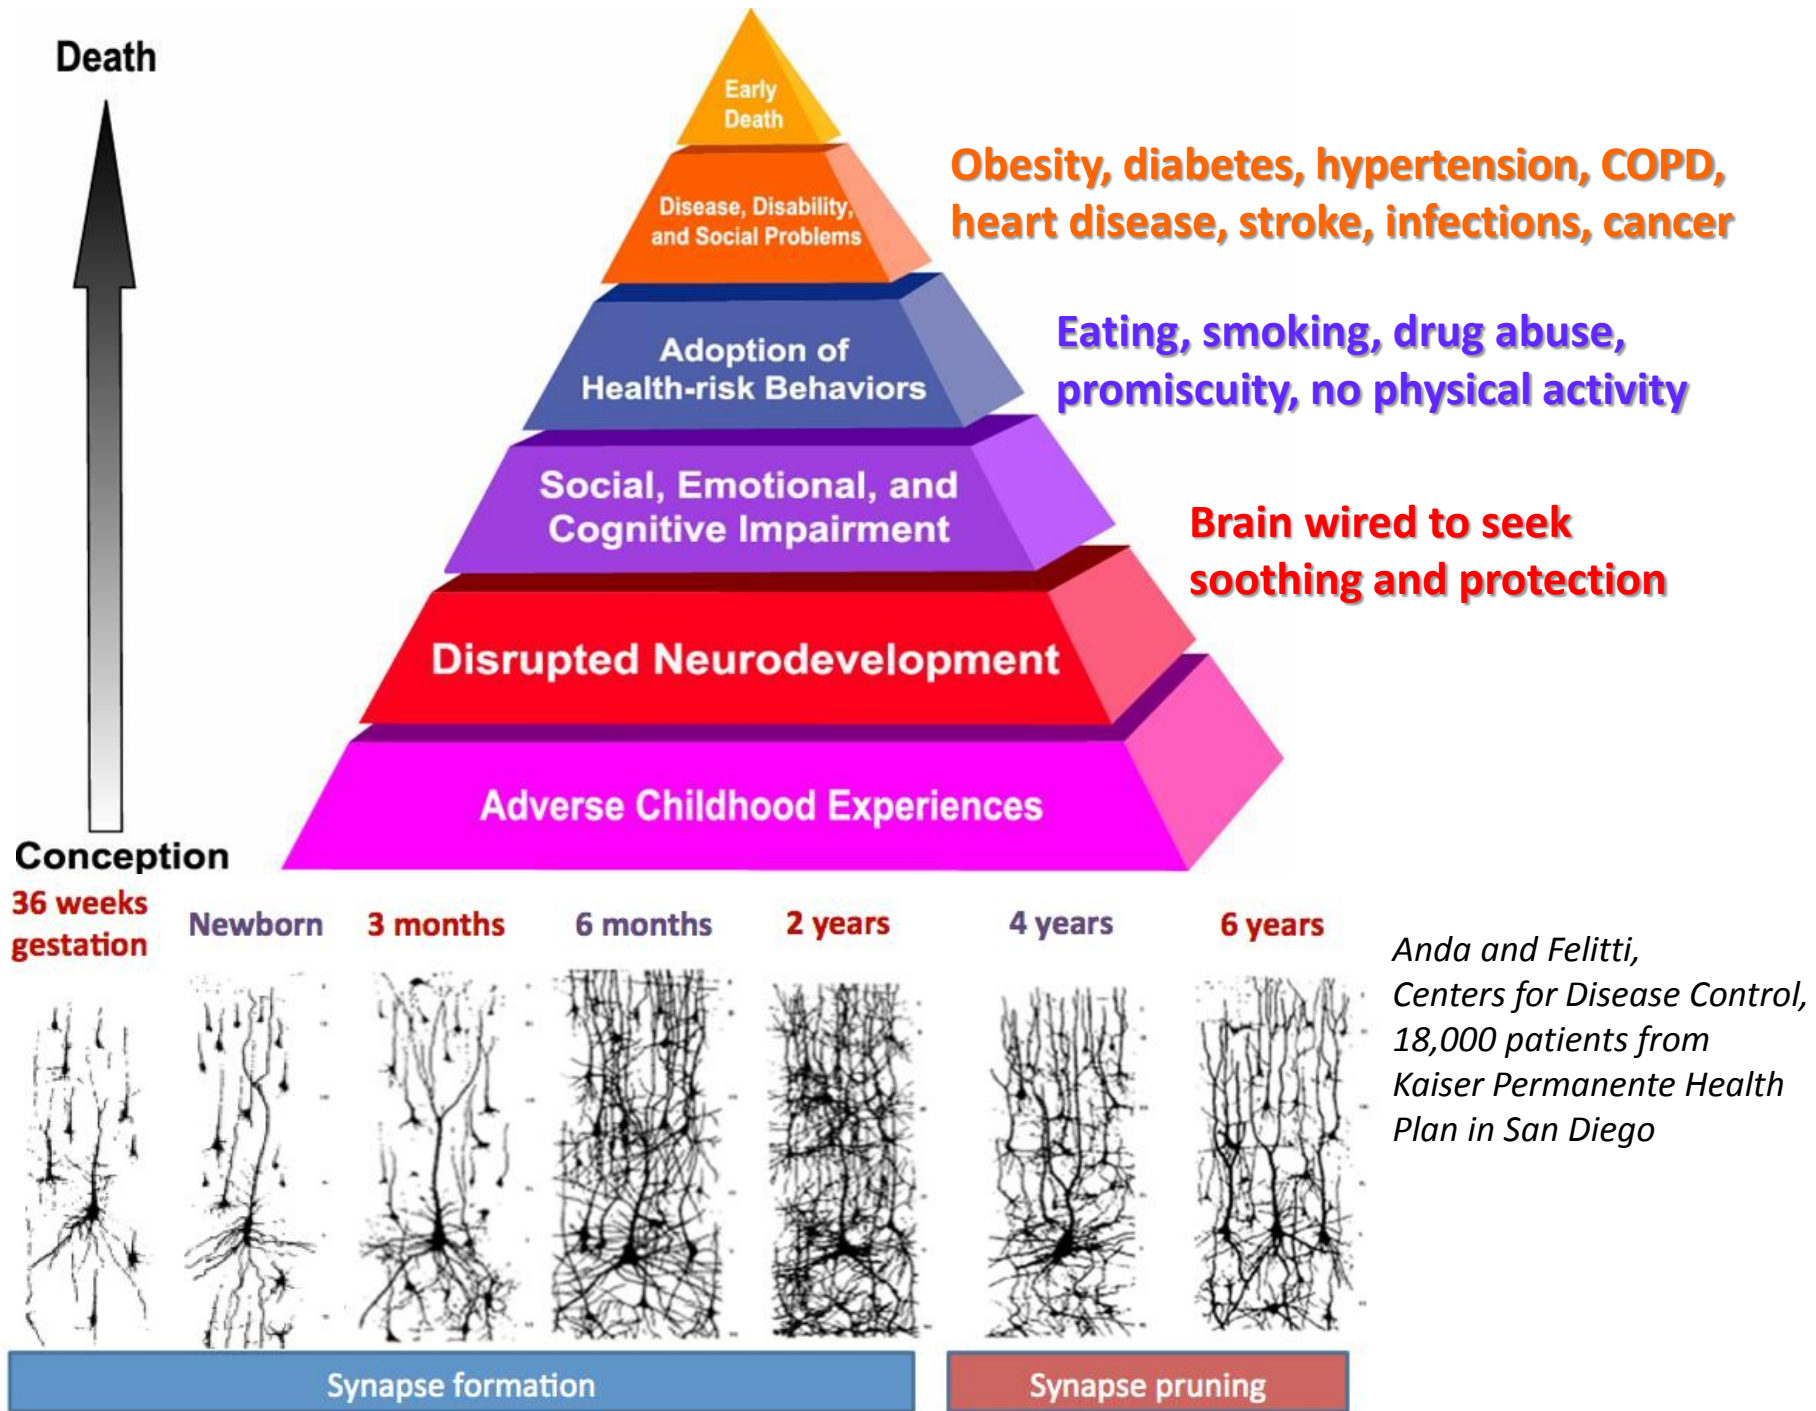 Death
Early
Death
Disease, Disability,
and Social Problems
Obesity, diabetes, hypertension, COPD,
heart disease, stroke, infections, cancer
Adoption of
Health-risk Behaviors
Eating, smoking, drug abuse,
promiscuity, no physical activity
Social, Emotional, and
Cognitive Impairment
Brain wired to seek
soothing and protection
Disrupted Neurodevelopment
Adverse Childhood Experiences
Conception
36 weeks
gestation
Newborn
3 months
6 months
2 years
4 years
6 years
Anda and Felitti,
Centers for Disease Control,
18,000 patients from
Kaiser Permanente Health
Plan in San Diego
Synapse formation
Synapse pruning